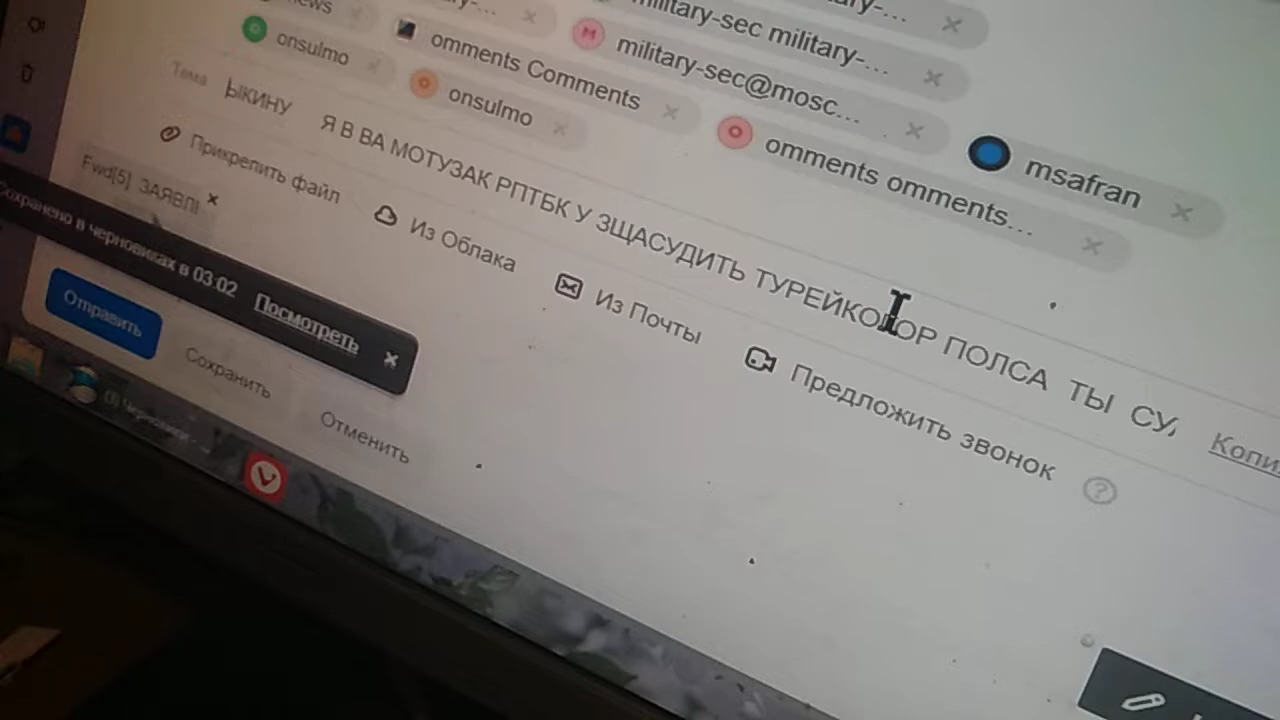 military-sec military-…
news
military-sec@mosc…
omments Comments
msafran
onsulmo
omments omments…
onsulmo
Тема
ЫКИНУ Я В ВА МОТУЗАК РПТБК У ЗЩАСУДИТЬ ПОЛСА ТЫ СУ,
Прикрепить файл
Из Облака
Из Почты
Предложить звонок
Fwd[5] ЗАЯВЛ
Сохранено в черновиках в 03:02
Посмотреть
Отправить
Сохранить
Отменить